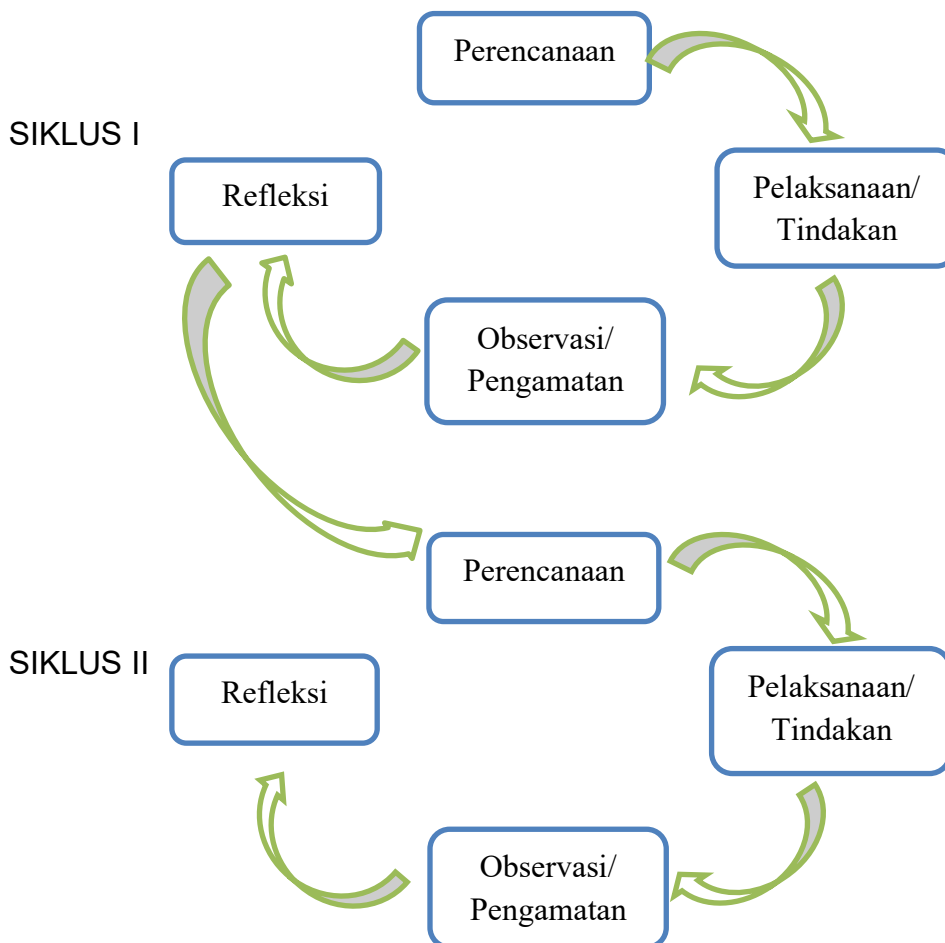 Perencanaan
SIKLUS I
Refleksi
Pelaksanaan/
Tindakan
Observasi/
Pengamatan
Perencanaan
SIKLUS II
Refleksi
Pelaksanaan/
Tindakan
Observasi/
Pengamatan